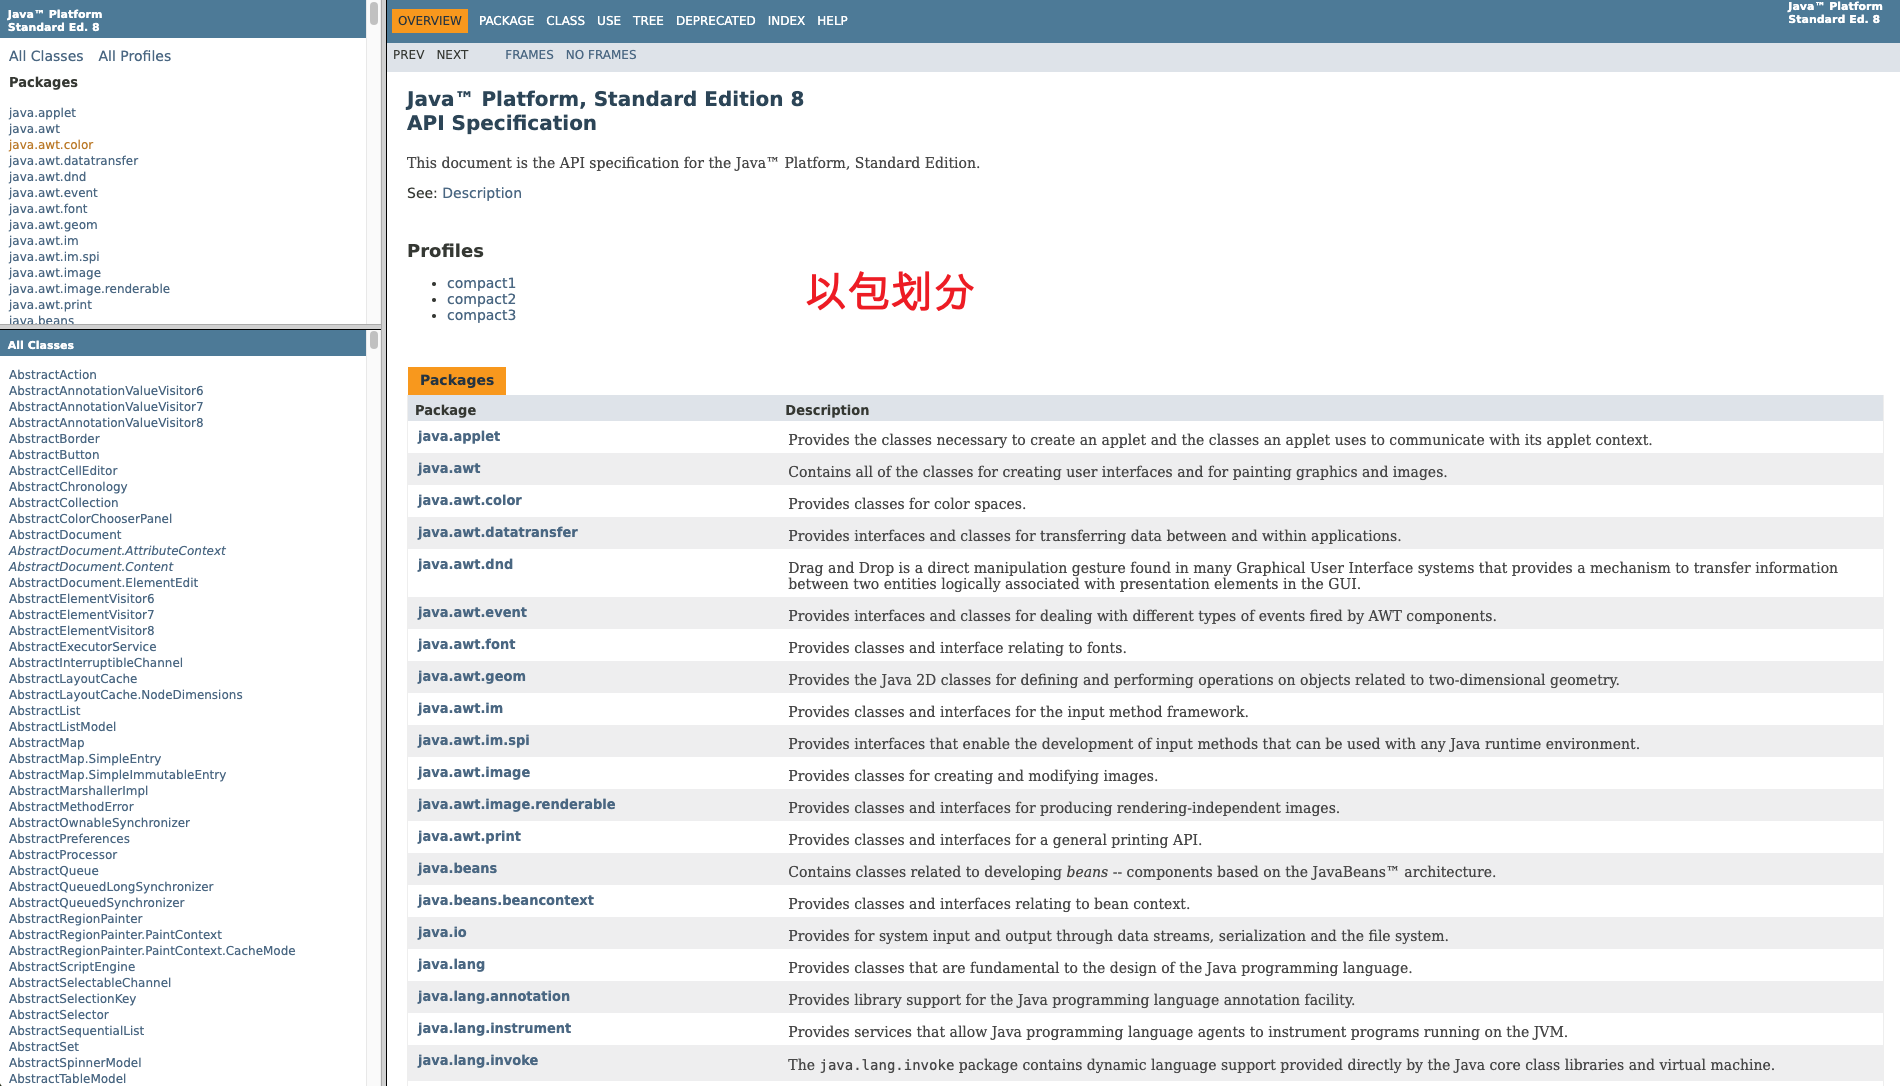 Java™ Platform
Standard Ed. 8
All Classes All Profiles
Packages
java.applet
java.awt
java.awt.color
java.awt.datatransfer
java.awt.dnd
java.awt.event
java.awt.font
java.awt.geom
java.awt.im
java.awt.im.spi
java.awt.image
java.awt.image.renderable
java.awt.print
java.beans
All Classes
AbstractAction
AbstractAnnotationValueVisitor6
AbstractAnnotationValueVisitor7
AbstractAnnotationValueVisitor8
AbstractBorder
AbstractButton
AbstractCellEditor
AbstractChronology
AbstractCollection
AbstractColorChooserPanel
AbstractDocument
AbstractDocument.AttributeContext
AbstractDocument.Content
AbstractDocument.ElementEdit
AbstractElementVisitor6
AbstractElementVisitor7
AbstractElementVisitor8
AbstractExecutorService
AbstractInterruptibleChannel
AbstractLayoutCache
AbstractLayoutCache.NodeDimensions
AbstractList
AbstractListModel
AbstractMap
AbstractMap.SimpleEntry
AbstractMap.SimpleImmutableEntry
AbstractMarshallerImpl
AbstractMethodError
AbstractOwnableSynchronizer
AbstractPreferences
AbstractProcessor
AbstractQueue
AbstractQueuedLongSynchronizer
AbstractQueuedSynchronizer
AbstractRegionPainter
AbstractRegionPainter.PaintContext
AbstractRegionPainter.PaintContext.CacheMode
AbstractScriptEngine
AbstractSelectableChannel
AbstractSelectionKey
AbstractSelector
AbstractSequentialList
AbstractSet
AbstractSpinnerModel
AbstractTableModel
OVERVIEW PACKAGE CLASS USE TREE DEPRECATED INDEX HELP
Java™ Platform
Standard Ed. 8
PREV NEXT FRAMES NO FRAMES
Java™ Platform, Standard Edition 8
API Specification
This document is the API specification for the Java™ Platform, Standard Edition.
See: Description
Profiles
• compact1
• compact2
• compact3
以包划分
Packages
Package Description
java.applet Provides the classes necessary to create an applet and the classes an applet uses to communicate with its applet context.
java.awt Contains all of the classes for creating user interfaces and for painting graphics and images.
java.awt.color Provides classes for color spaces.
java.awt.datatransfer Provides interfaces and classes for transferring data between and within applications.
java.awt.dnd Drag and Drop is a direct manipulation gesture found in many Graphical User Interface systems that provides a mechanism to transfer information
between two entities logically associated with presentation elements in the GUI.
java.awt.event Provides interfaces and classes for dealing with different types of events fired by AWT components.
java.awt.font Provides classes and interface relating to fonts.
java.awt.geom Provides the Java 2D classes for defining and performing operations on objects related to two-dimensional geometry.
java.awt.im Provides classes and interfaces for the input method framework.
java.awt.im.spi Provides interfaces that enable the development of input methods that can be used with any Java runtime environment.
java.awt.image Provides classes for creating and modifying images.
java.awt.image.renderable Provides classes and interfaces for producing rendering-independent images.
java.awt.print Provides classes and interfaces for a general printing API.
java.beans Contains classes related to developing beans -- components based on the JavaBeans™ architecture.
java.beans.beancontext Provides classes and interfaces relating to bean context.
java.io Provides for system input and output through data streams, serialization and the file system.
java.lang Provides classes that are fundamental to the design of the Java programming language.
java.lang.annotation Provides library support for the Java programming language annotation facility.
java.lang.instrument Provides services that allow Java programming language agents to instrument programs running on the JVM.
java.lang.invoke The java.lang.invoke package contains dynamic language support provided directly by the Java core class libraries and virtual machine.